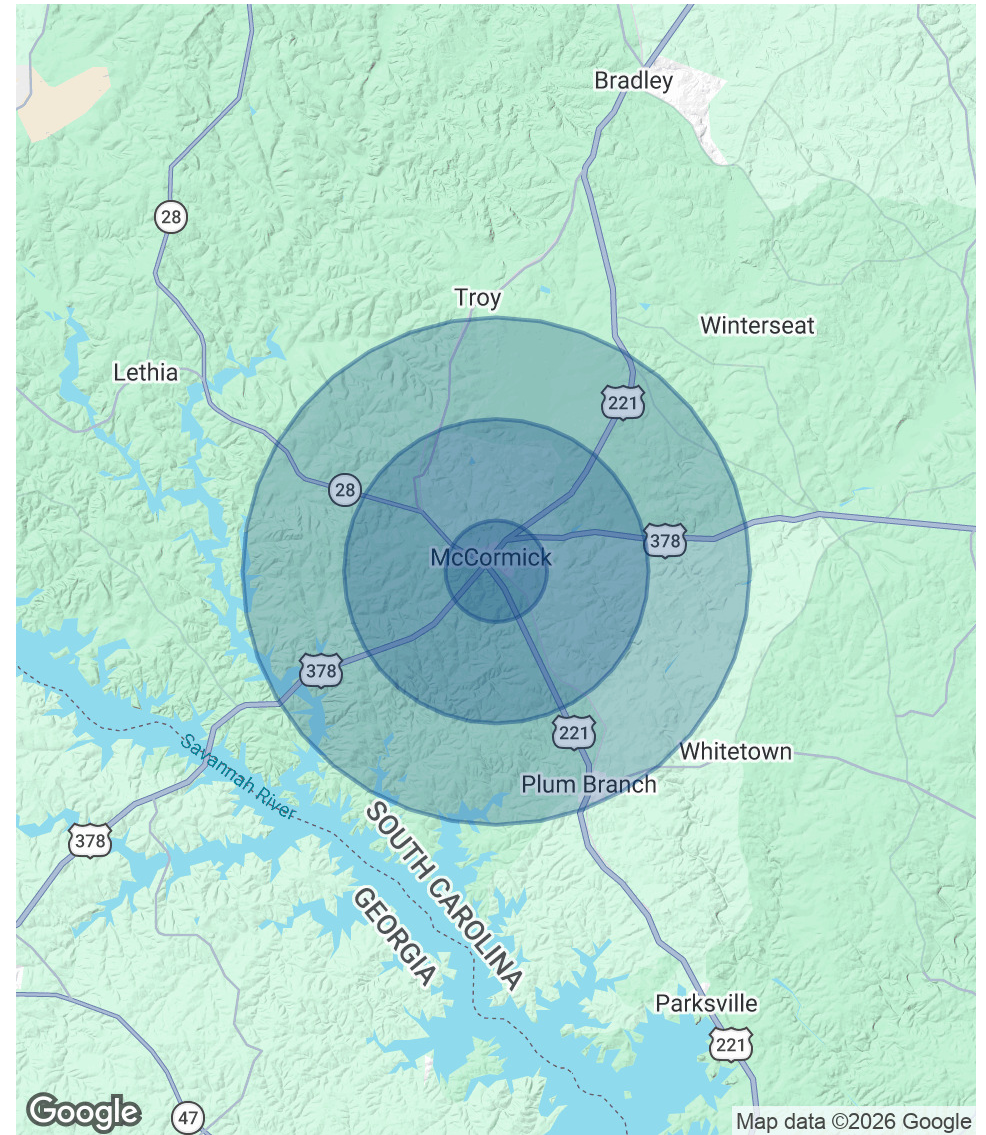 Bradley
28
Troy
Winterseat
Lethia
221
28
378
McCormick
378
221
Whitetown
Savannah River
Plum Branch
SOUTH CAROLINA
378
GEORGIA
Parksville
221
Google
47
Map data ©2026 Google